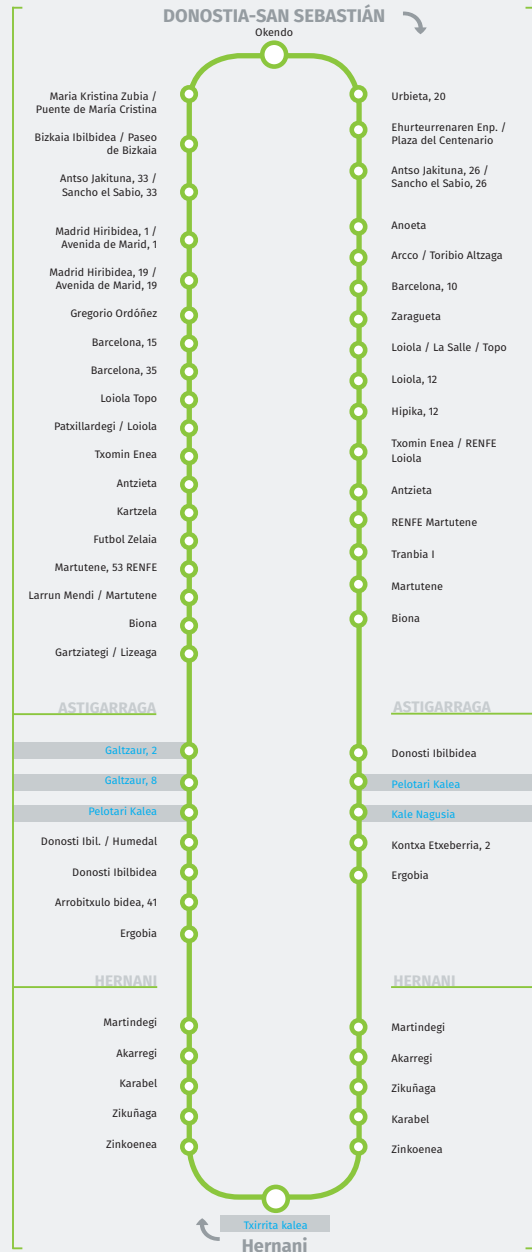 DONOSTIA-SAN SEBASTIÁN
Okendo
Maria Kristina Zubia /
Puente de María Cristina
Bizkaia Ibilbidea / Paseo
de Bizkaia
Antso Jakituna, 33 /
Sancho el Sabio, 33
Madrid Hiribidea, 1 /
Avenida de Marid, 1
Madrid Hiribidea, 19 /
Avenida de Marid, 19
Gregorio Ordóñez
Barcelona, 15
Barcelona, 35
Loiola Topo
Patxillardegi / Loiola
Txomin Enea
Antzieta
Kartzela
Futbol Zelaia
Martutene, 53 RENFE
Larrun Mendi / Martutene
Biona
Gartziategi / Lizeaga
ASTIGARRAGA
Galtzaur, 2
Galtzaur, 8
Pelotari Kalea
Donosti Ibil. / Humedal
Donosti Ibilbidea
Arrobitxulo bidea, 41
Ergobia
HERNANI
Martindegi
Akarregi
Karabel
Zikuñaga
Zinkoenea
Urbieta, 20
Ehurteurrenaren Enp. /
Plaza del Centenario
Antso Jakituna, 26 /
Sancho el Sabio, 26
Anoeta
Arcco / Toribio Altzaga
Barcelona, 10
Zaragueta
Loiola / La Salle / Topo
Loiola, 12
Hipika, 12
Txomin Enea / RENFE
Loiola
Antzieta
RENFE Martutene
Tranbia I
Martutene
Biona
ASTIGARRAGA
Donosti Ibilbidea
Pelotari Kalea
Kale Nagusia
Kontxa Etxeberria, 2
Ergobia
HERNANI
Martindegi
Akarregi
Zikuñaga
Karabel
Zinkoenea
Txirrita kalea
Hernani